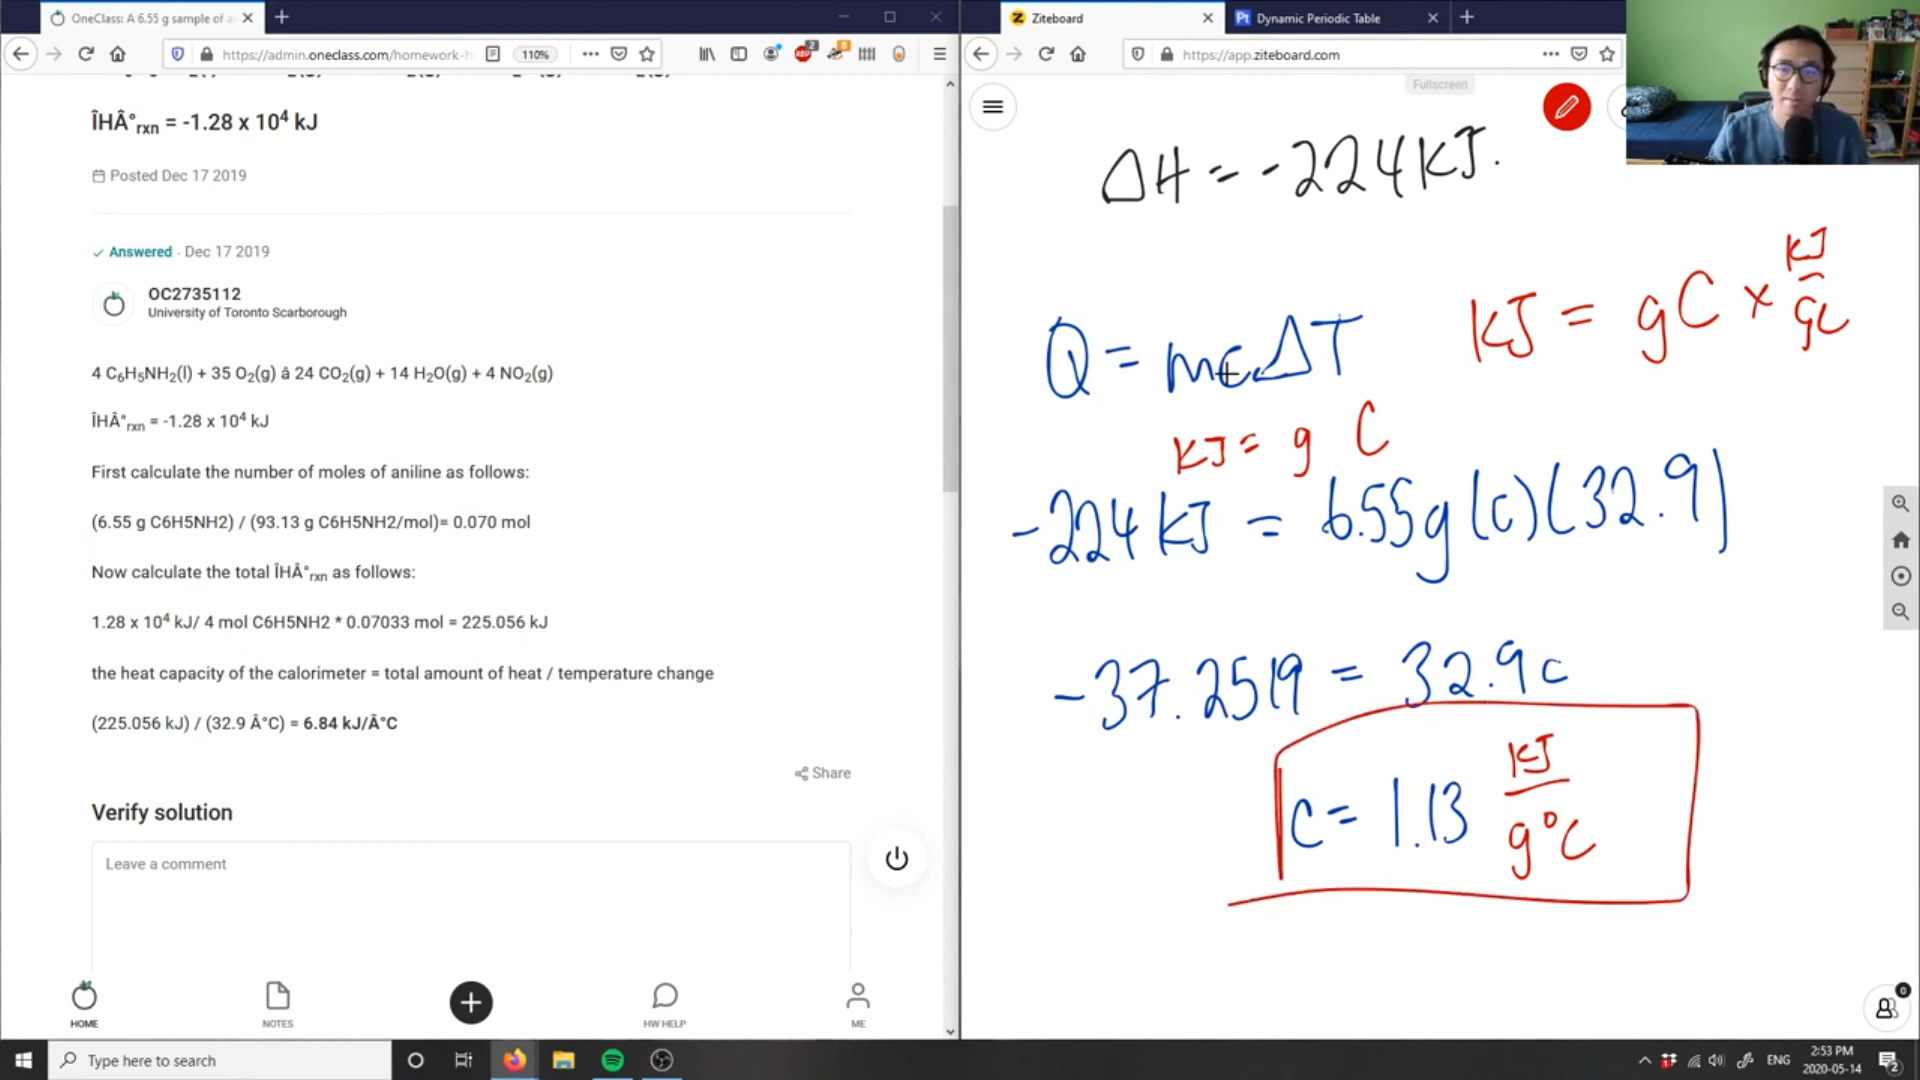 OneClass: A 6.55 g sample of a
https://admin.oneclass.com/homework-h
110%
2
8
ÎHÂ°rxn = -1.28 x 10⁴ kJ
Posted Dec 17 2019
Answered · Dec 17 2019
OC2735112
University of Toronto Scarborough
4 C₆H₅NH₂(l) + 35 O₂(g) â 24 CO₂(g) + 14 H₂O(g) + 4 NO₂(g)
ÎHÂ°rxn = -1.28 x 10⁴ kJ
First calculate the number of moles of aniline as follows:
(6.55 g C6H5NH2) / (93.13 g C6H5NH2/mol)= 0.070 mol
Now calculate the total ÎHÂ°rxn as follows:
1.28 x 10⁴ kJ/ 4 mol C6H5NH2 * 0.07033 mol = 225.056 kJ
the heat capacity of the calorimeter = total amount of heat / temperature change
(225.056 kJ) / (32.9 Â°C) = 6.84 kJ/Â°C
Share
Verify solution
Leave a comment
HOME
NOTES
HW HELP
ME
Ziteboard
Pt Dynamic Periodic Table
https://app.ziteboard.com
Fullscreen
ΔH = -224 kJ.
Q = mcΔT
kJ = gC × kJ/gC
kJ = g C
-224 kJ = 6.55g (c)(32.9)
-37.2519 = 32.9c
c = 1.13 kJ/g°C
0
Type here to search
ENG
2:53 PM
2020-05-14
2